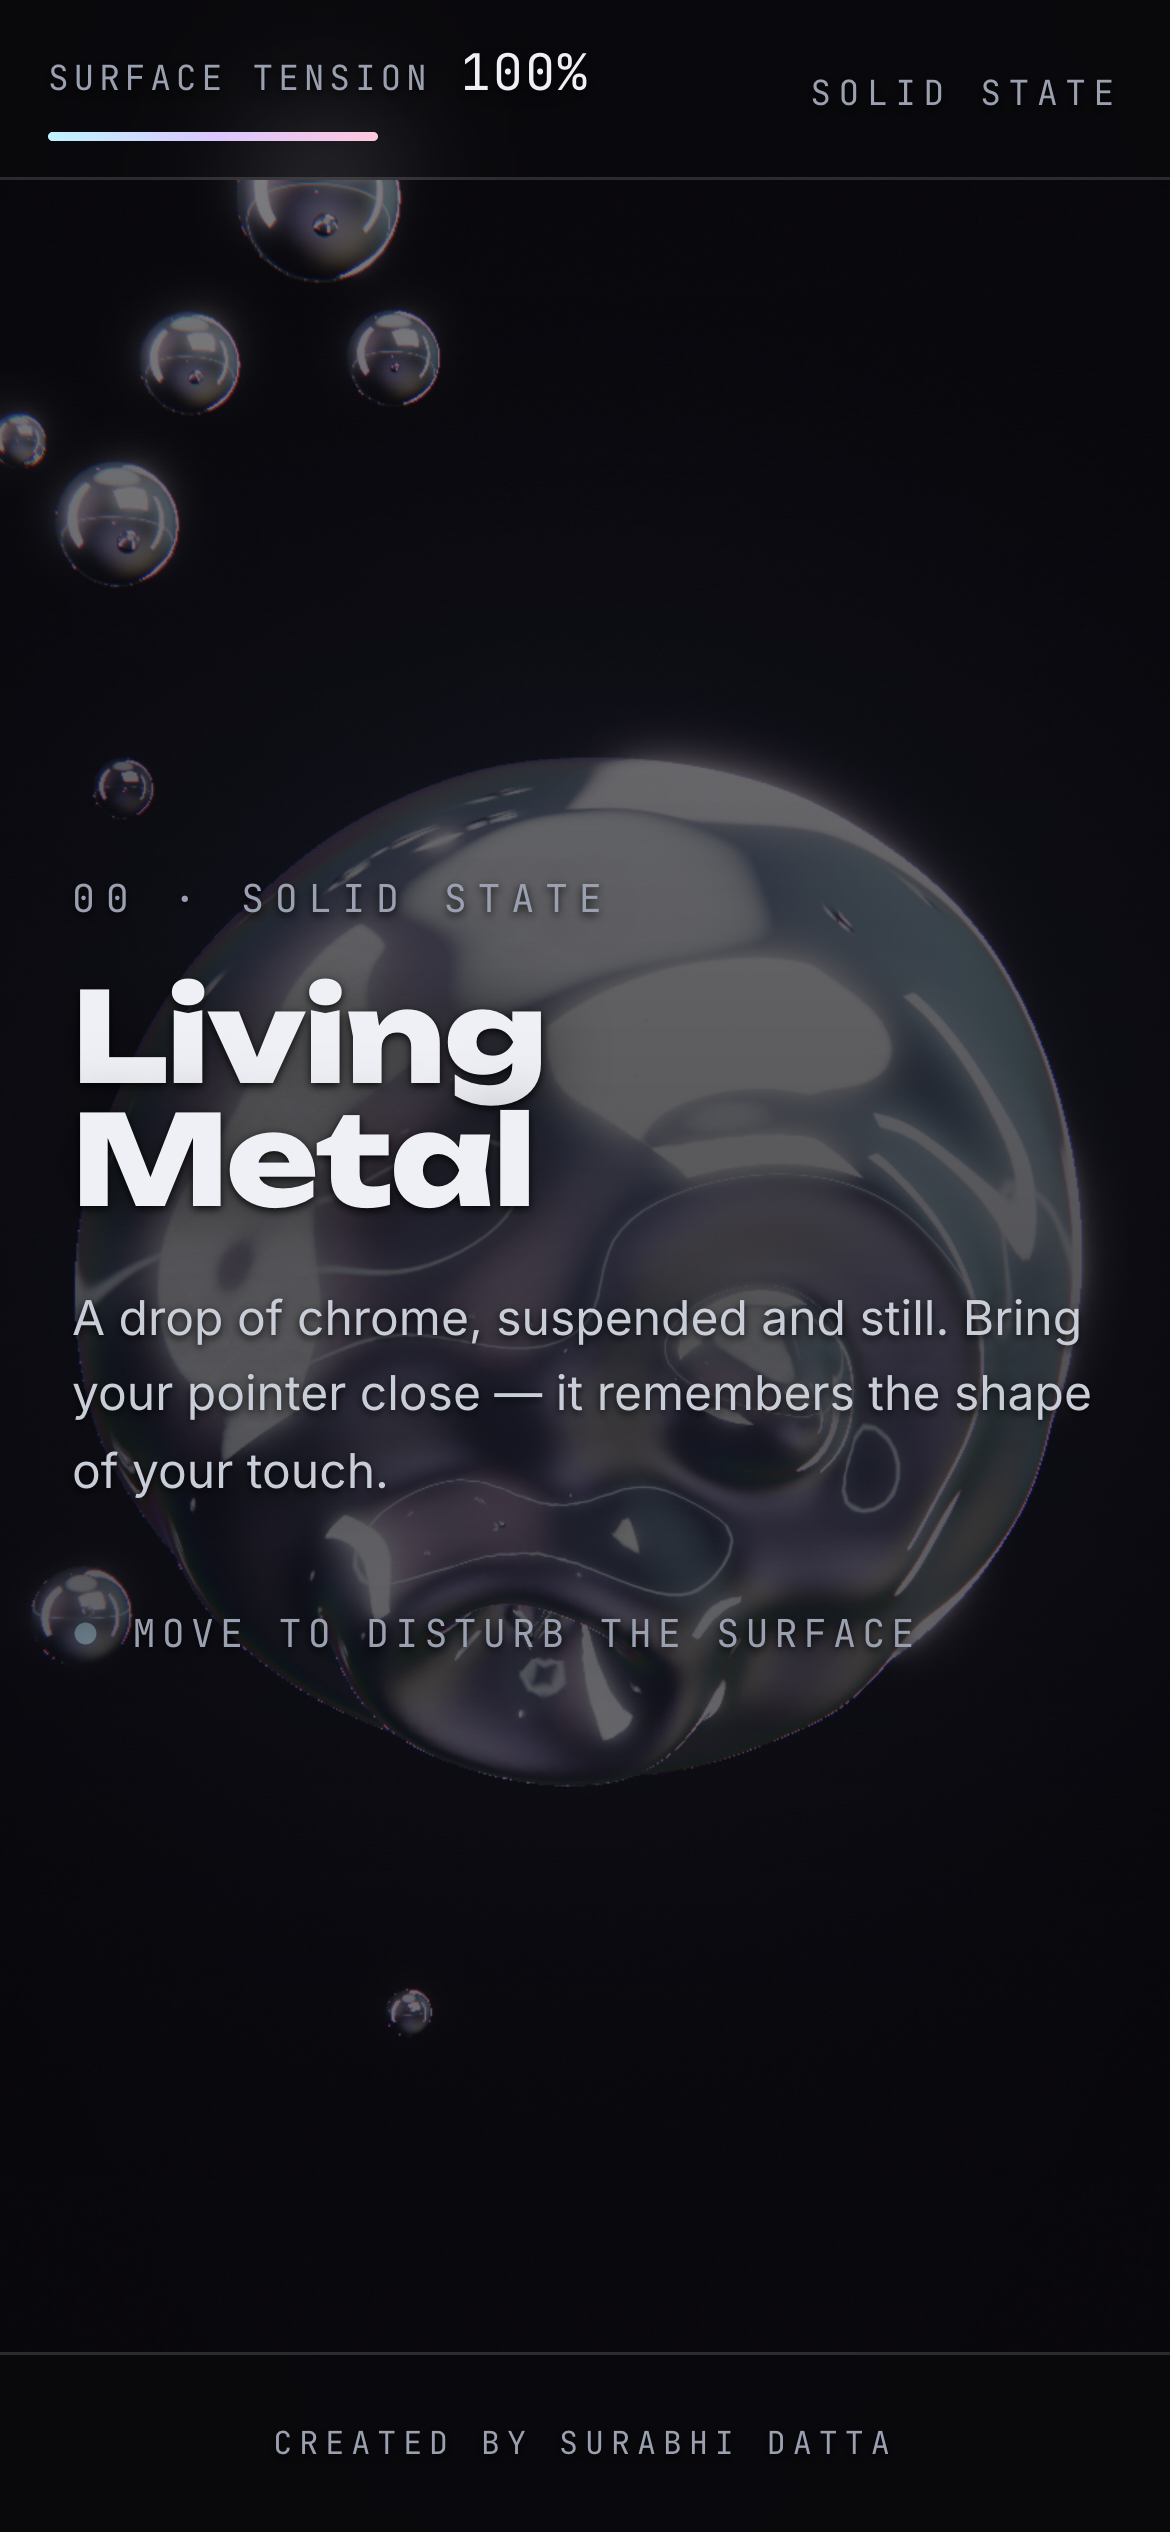 SURFACE TENSION 100%
SOLID STATE
00 · SOLID STATE
Living
Metal
A drop of chrome, suspended and still. Bring
your pointer close — it remembers the shape
of your touch.
MOVE TO DISTURB THE SURFACE
CREATED BY SURABHI DATTA